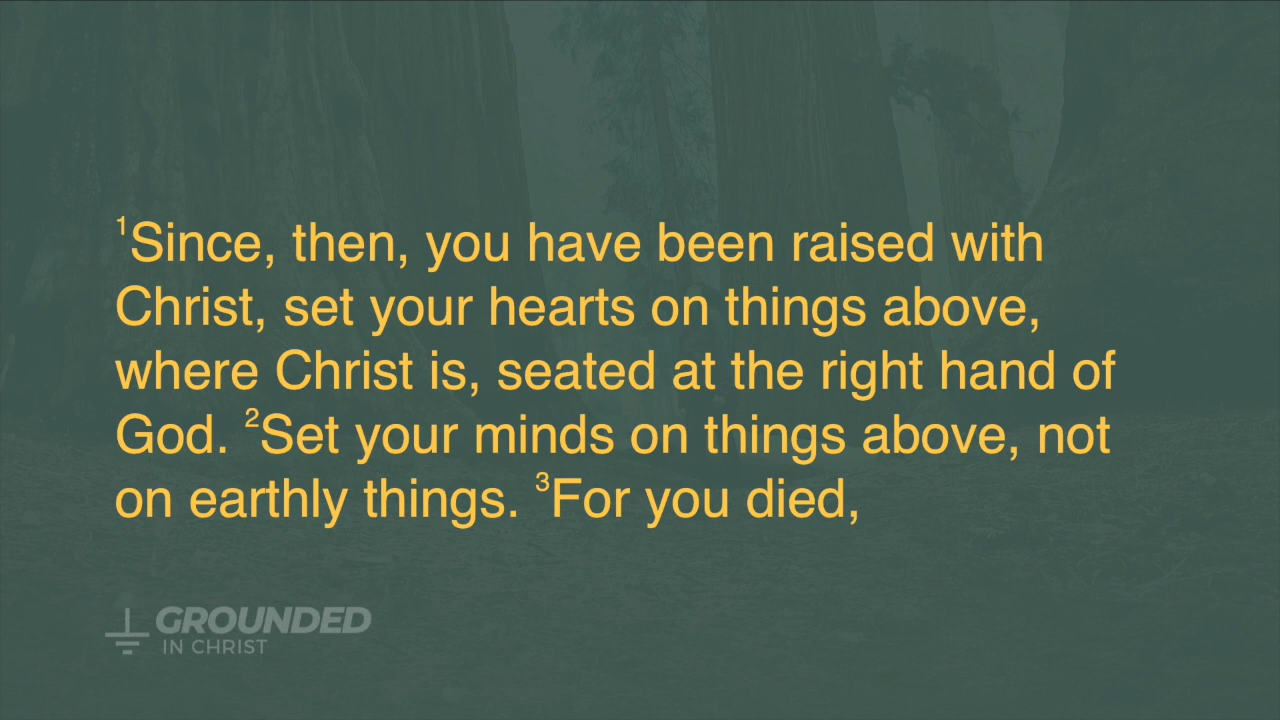 ¹Since, then, you have been raised with
Christ, set your hearts on things above,
where Christ is, seated at the right hand of
God. ²Set your minds on things above, not
on earthly things. ³For you died,
GROUNDED
IN CHRIST